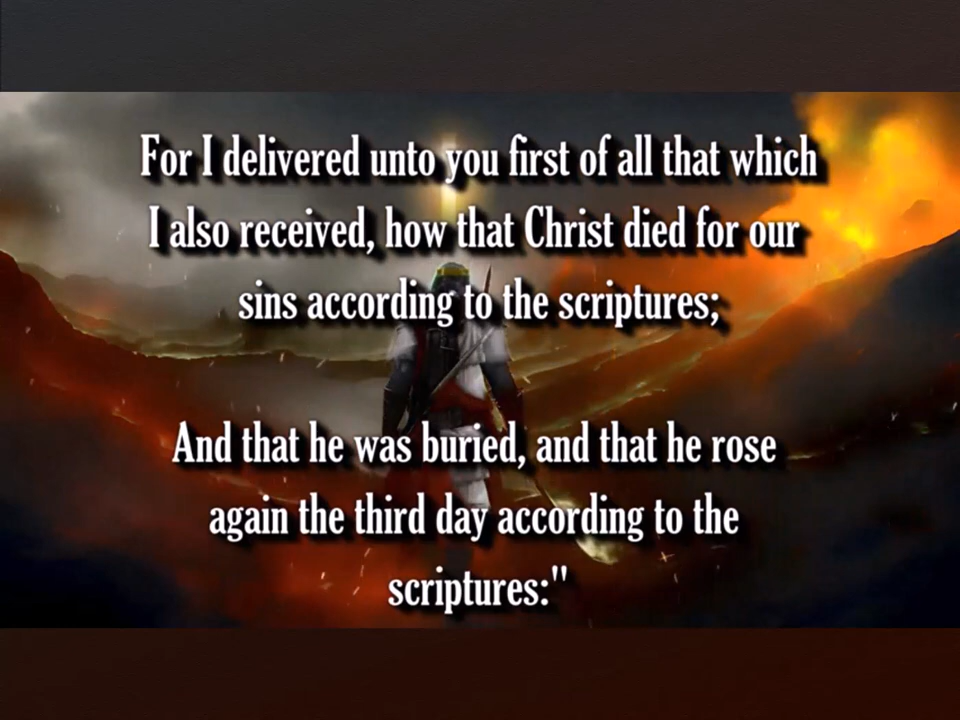 For I delivered unto you first of all that which
I also received, how that Christ died for our
sins according to the scriptures;
And that he was buried, and that he rose
again the third day according to the
scriptures:"